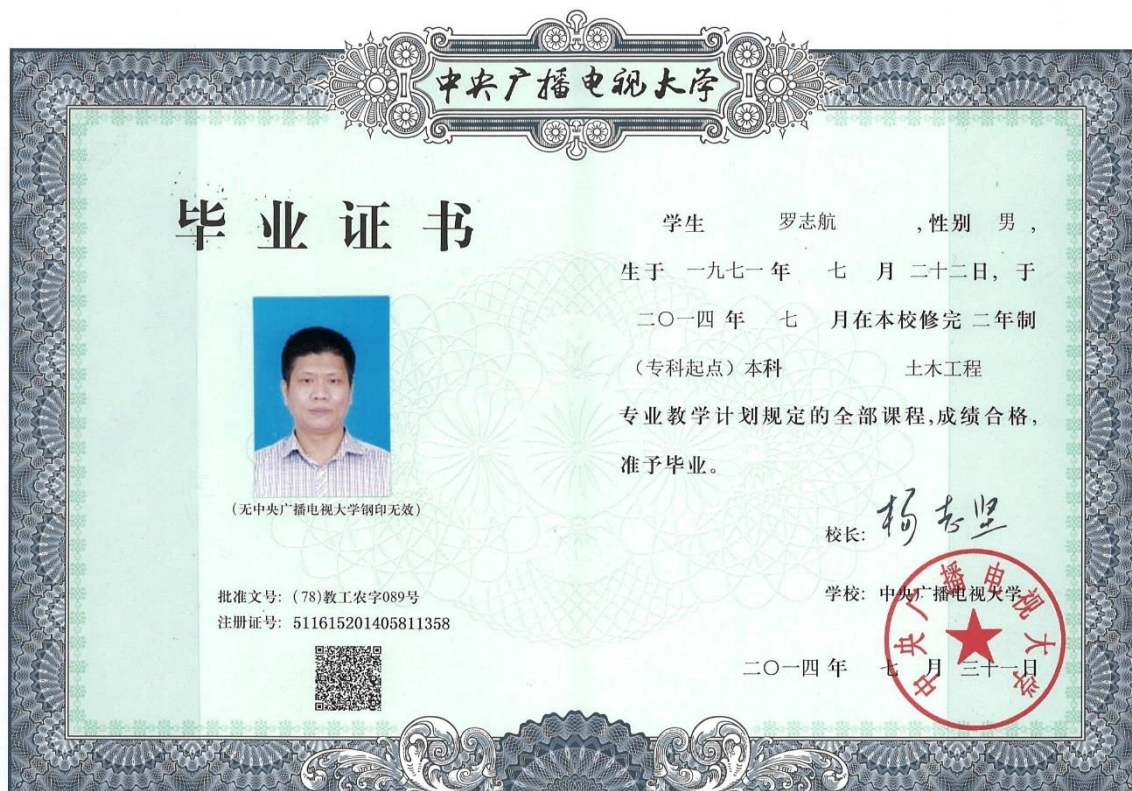 中央广播电视大学
毕业证书
(无中央广播电视大学钢印无效)
批准文号: (78)教工农字089号
注册证号: 511615201405811358
学生 罗志航 ,性别 男 ,
生于 一九七一 年 七 月 二十二日, 于
二〇一四 年 七 月在本校修完 二年制
(专科起点) 本科 土木工程
专业教学计划规定的全部课程,成绩合格,
准予毕业。
校长: 杨志坚
学校: 中央广播电视大学
二〇一四 年 七 月 三十一日
中央广播电视大学